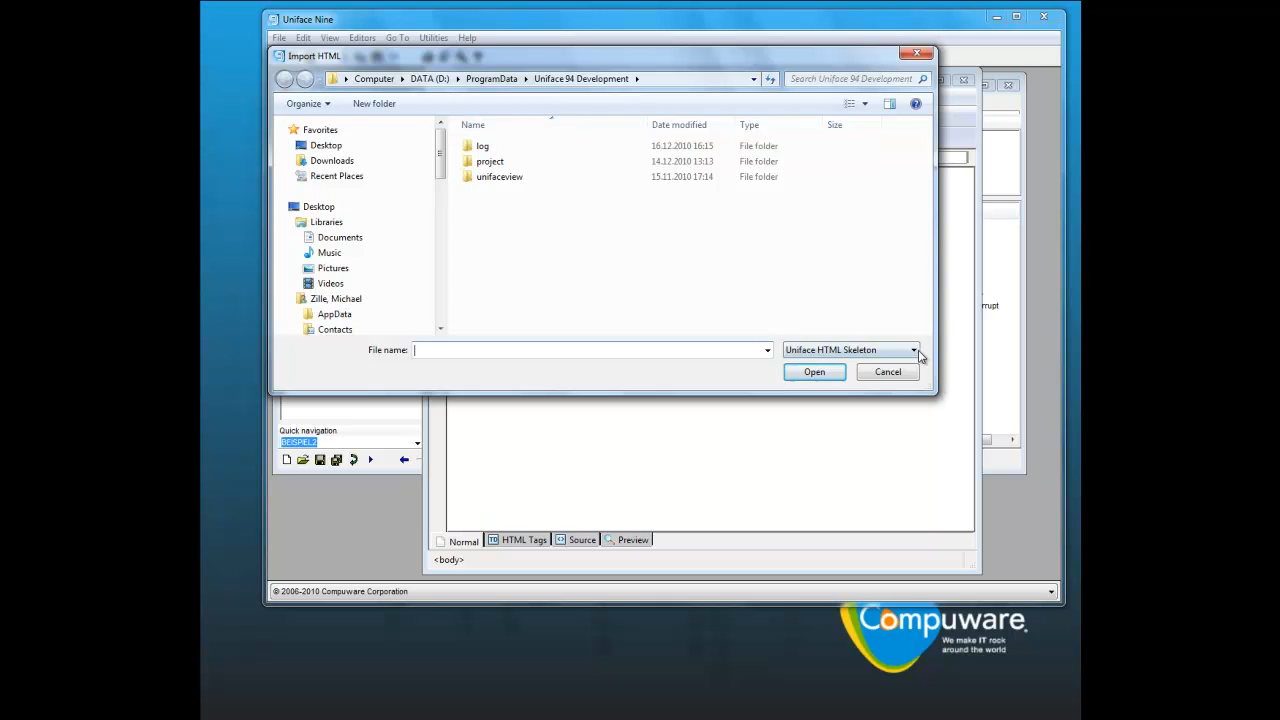 Uniface Nine
File Edit View Editors Go To Utilities Help
Import HTML
Computer DATA (D:) ProgramData Uniface 94 Development
Search Uniface 94 Development
Organize New folder
Name Date modified Type Size
log 16.12.2010 16:15 File folder
project 14.12.2010 13:13 File folder
unifaceview 15.11.2010 17:14 File folder
Favorites
Desktop
Downloads
Recent Places
Desktop
Libraries
Documents
Music
Pictures
Videos
Zille, Michael
AppData
Contacts
rrupt
File name: Uniface HTML Skeleton
Open Cancel
Quick navigation
BEISPIEL2
Normal HTML Tags Source Preview
<body>
© 2006-2010 Compuware Corporation
Compuware.
We make IT rock
around the world